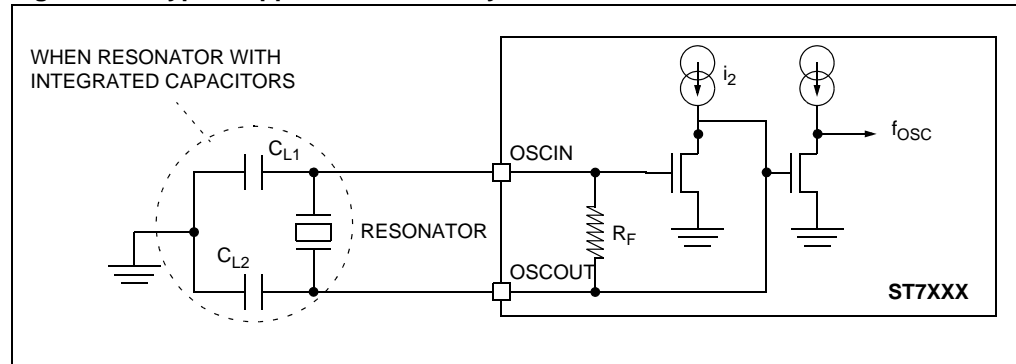 WHEN RESONATOR WITH
INTEGRATED CAPACITORS
i2
fOSC
CL1
OSCIN
RESONATOR
RF
CL2
OSCOUT
ST7XXX